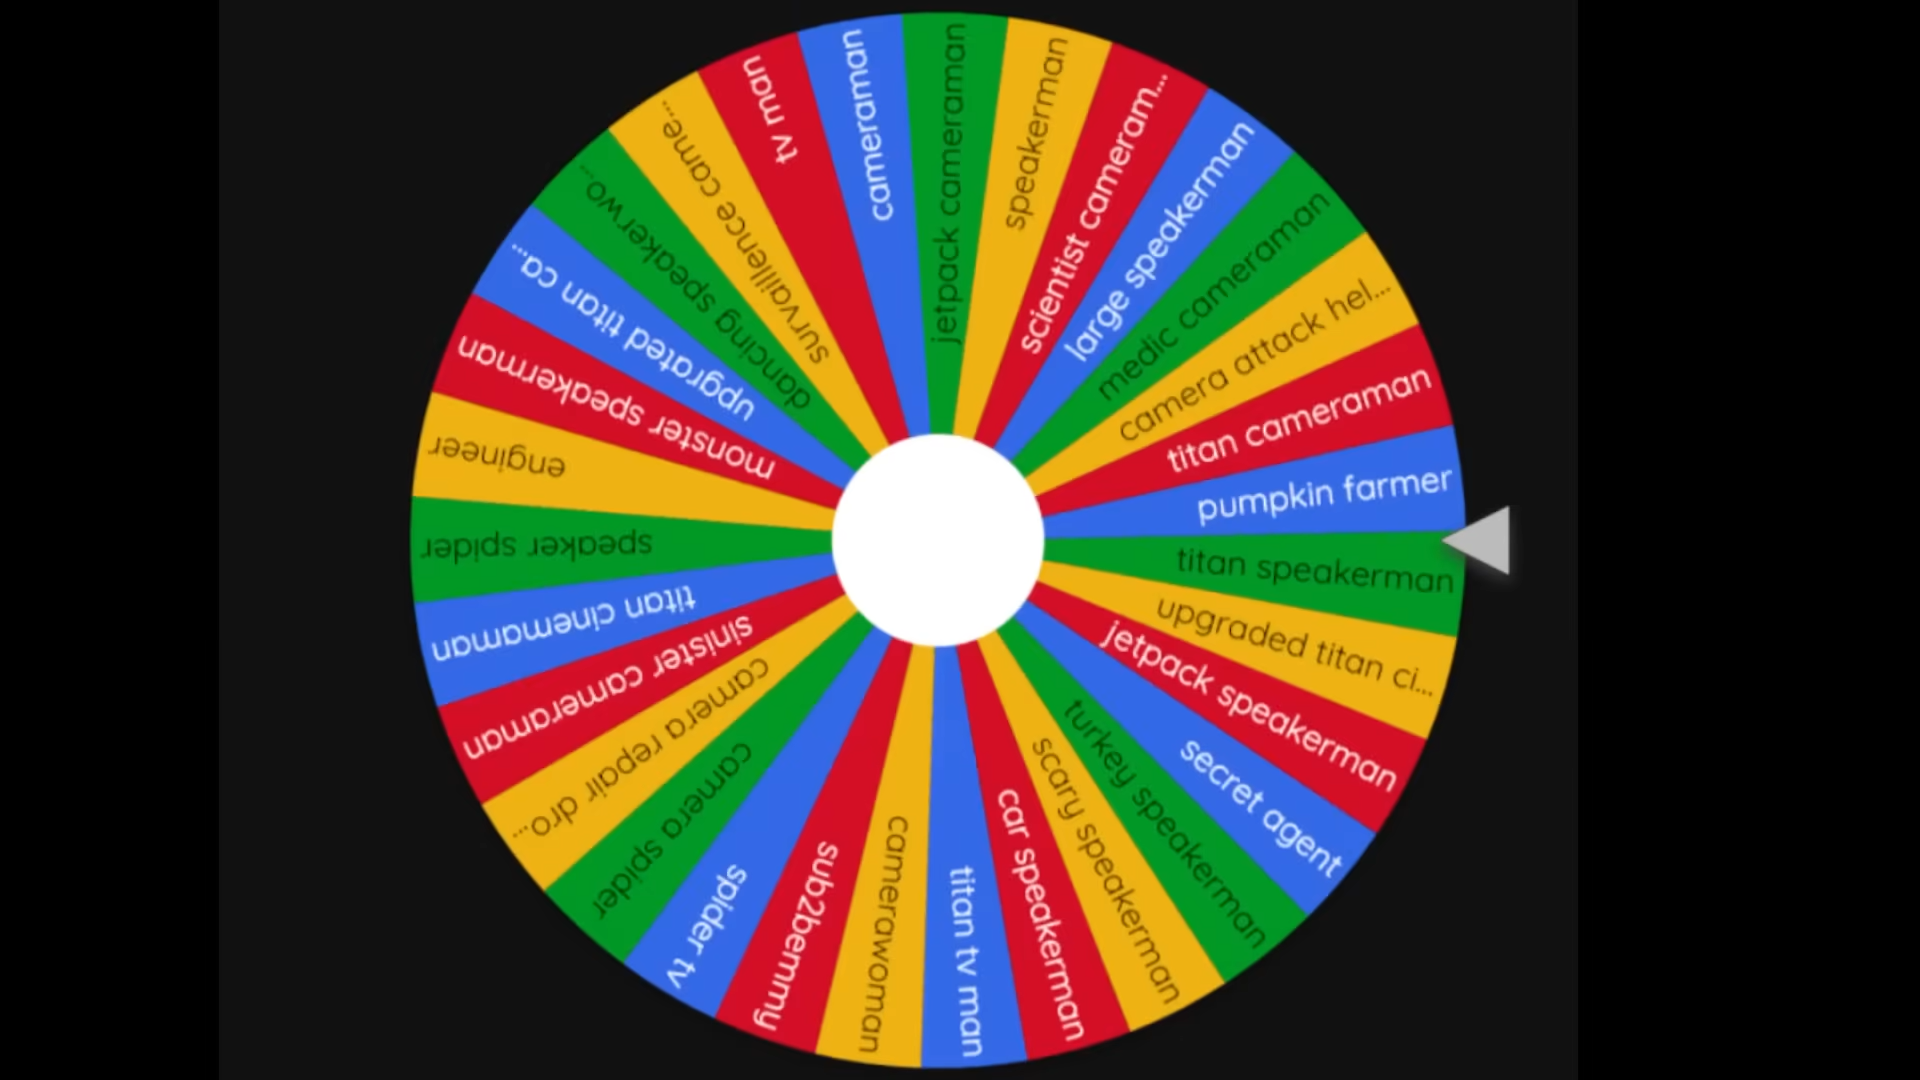 jetpack cameraman
speakerman
scientist cameram...
large speakerman
medic cameraman
camera attack hel...
titan cameraman
pumpkin farmer
titan speakerman
upgraded titan ci...
jetpack speakerman
secret agent
turkey speakerman
scary speakerman
car speakerman
titan tv man
camerawoman
sub2bermmy
spider tv
camera spider
camera repair dro...
sinister cameraman
titan cinemaman
speaker spider
engineer
monster speakerman
upgrated titan ca...
dancing speakerwo...
survaillence came...
tv man
cameraman